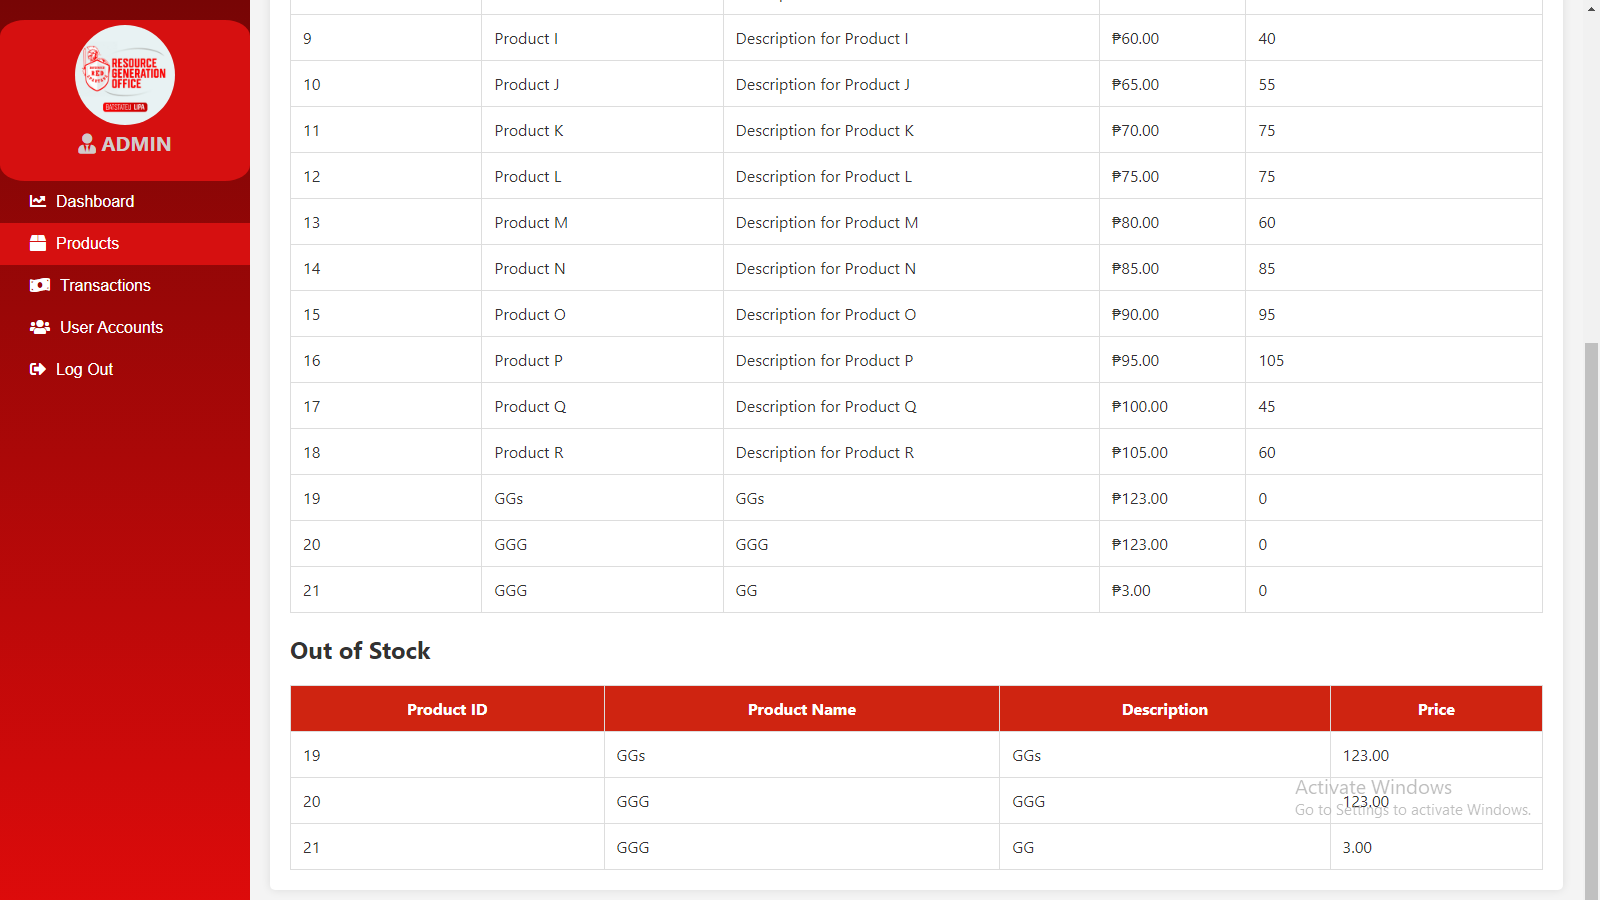 RESOURCE
GENERATION
OFFICE
BATSTATEU LIPA
ADMIN
Dashboard
Products
Transactions
User Accounts
Log Out
9 Product I Description for Product I ₱60.00 40
10 Product J Description for Product J ₱65.00 55
11 Product K Description for Product K ₱70.00 75
12 Product L Description for Product L ₱75.00 75
13 Product M Description for Product M ₱80.00 60
14 Product N Description for Product N ₱85.00 85
15 Product O Description for Product O ₱90.00 95
16 Product P Description for Product P ₱95.00 105
17 Product Q Description for Product Q ₱100.00 45
18 Product R Description for Product R ₱105.00 60
19 GGs GGs ₱123.00 0
20 GGG GGG ₱123.00 0
21 GGG GG ₱3.00 0
Out of Stock
Product ID Product Name Description Price
19 GGs GGs 123.00
20 GGG GGG 123.00
21 GGG GG 3.00
Activate Windows
Go to Settings to activate Windows.